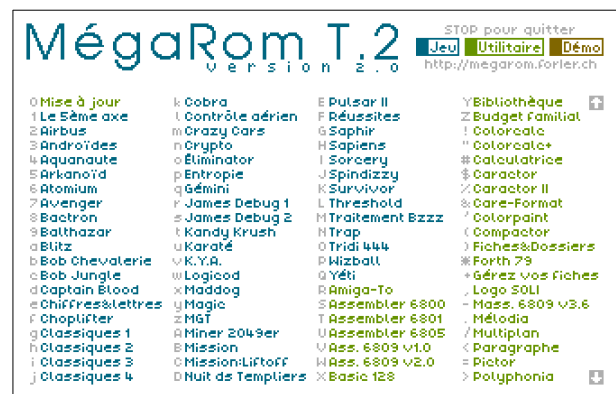 MégaRom T.2
version 2.0
STOP pour quitter
Jeu Utilitaire Démo
http://megarom.forler.ch
0 Mise à jour
1 Le 5ème axe
2 Airbus
3 Androïdes
4 Aquanaute
5 Arkanoïd
6 Atomium
7 Avenger
8 Bactron
9 Balthazar
a Blitz
b Bob Chevalerie
c Bob Jungle
d Captain Blood
e Chiffres&lettres
f Choplifter
g Classiques 1
h Classiques 2
i Classiques 3
j Classiques 4
k Cobra
l Contrôle aérien
m Crazy Cars
n Crypto
o Éliminator
p Entropie
q Gémini
r James Debug 1
s James Debug 2
t Kandy Krush
u Karaté
v K.Y.A.
w Logicod
x Maddog
y Magic
z MGT
A Miner 2049er
B Mission
C Mission:Liftoff
D Nuit ds Templiers
E Pulsar II
F Réussites
G Saphir
H Sapiens
I Sorcery
J Spindizzy
K Survivor
L Threshold
M Traitement Bzzz
N Trap
O Tridi 444
P Wizball
Q Yéti
R Amiga-To
S Assembler 6800
T Assembler 6801
U Assembler 6805
V Ass. 6809 v1.0
W Ass. 6809 v2.0
X Basic 128
Y Bibliothèque
Z Budget familial
! Colorcalc
" Colorcalc+
# Calculatrice
$ Caractor
% Caractor II
& Care-Format
' Colorpaint
( Compactor
) Fiches&Dossiers
* Forth 79
+ Gérez vos fiches
, Logo SOLI
- Mass. 6809 v3.6
. Mélodia
/ Multiplan
< Paragraphe
= Pictor
> Polyphonia